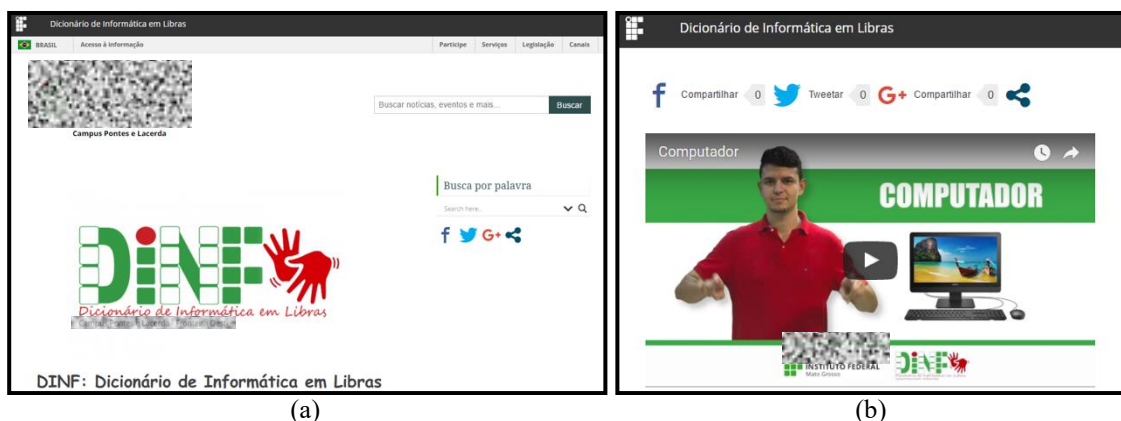 Dicionário de Informática em Libras
BRASIL Acesso à Informação Participe Serviços Legislação Canais
Buscar notícias, eventos e mais... Buscar
Campus Pontes e Lacerda
Busca por palavra
Search here..
DINF
Dicionário de Informática em Libras
DINF: Dicionário de Informática em Libras
(a)
Dicionário de Informática em Libras
Compartilhar 0 Tweetar 0 G+ Compartilhar 0
Computador
COMPUTADOR
INSTITUTO FEDERAL
Mato Grosso
DINF
(b)